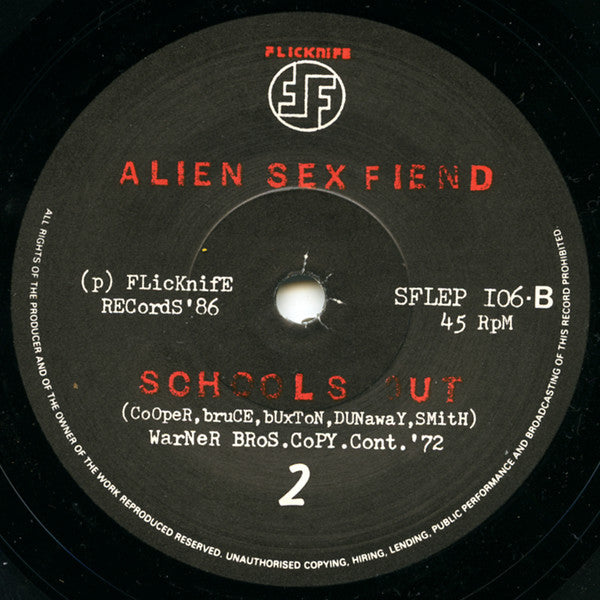 FLICKNIFE
FF
ALIEN SEX FIEND
(p) FLicKnifE
RECordS'86
SFLEP 106·B
45 RpM
SCHOOLS OUT
(CoOpeR,bruCE,bUxToN,DUNawaY,SMitH)
WarNeR BRoS.CoPY.Cont.'72
2
ALL RIGHTS OF THE PRODUCER AND OF THE OWNER OF THE WORK REPRODUCED RESERVED. UNAUTHORISED COPYING, HIRING, LENDING, PUBLIC PERFORMANCE AND BROADCASTING OF THIS RECORD PROHIBITED.